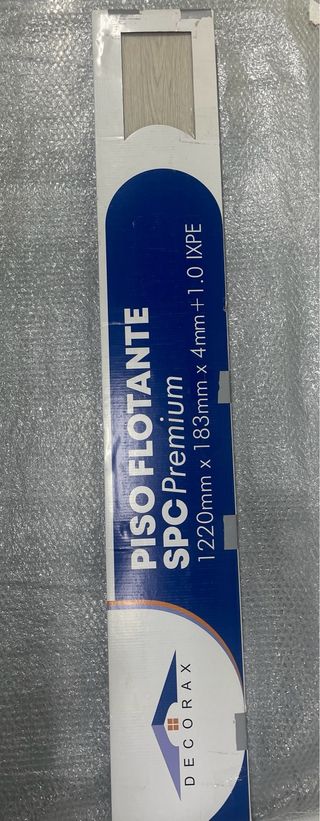 PISO FLOTANTE
SPC Premium
1220mm x 183mm x 4mm+1.0 IXPE
DECORAX